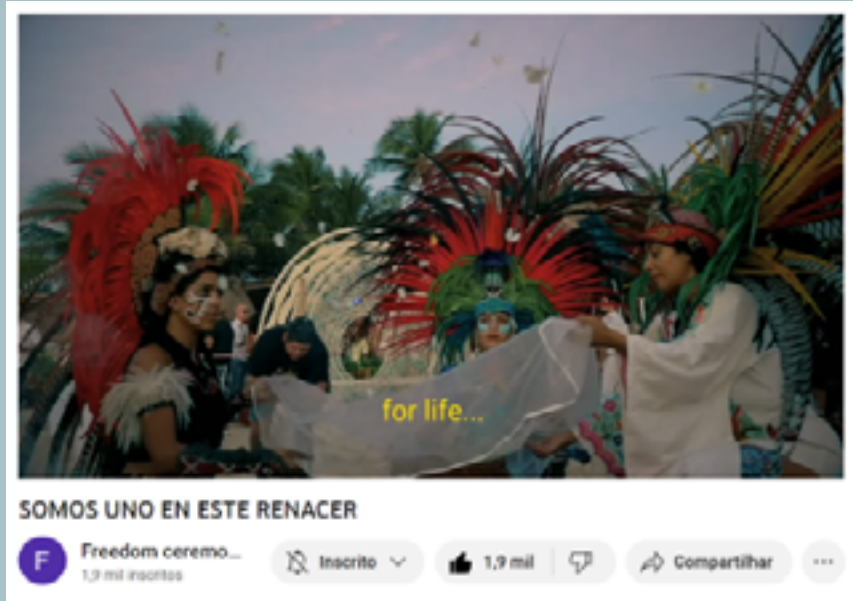 for life...
SOMOS UNO EN ESTE RENACER
F
Freedom ceremo...
1,9 mil inscritos
Inscrito
1,9 mil
Compartilhar
...